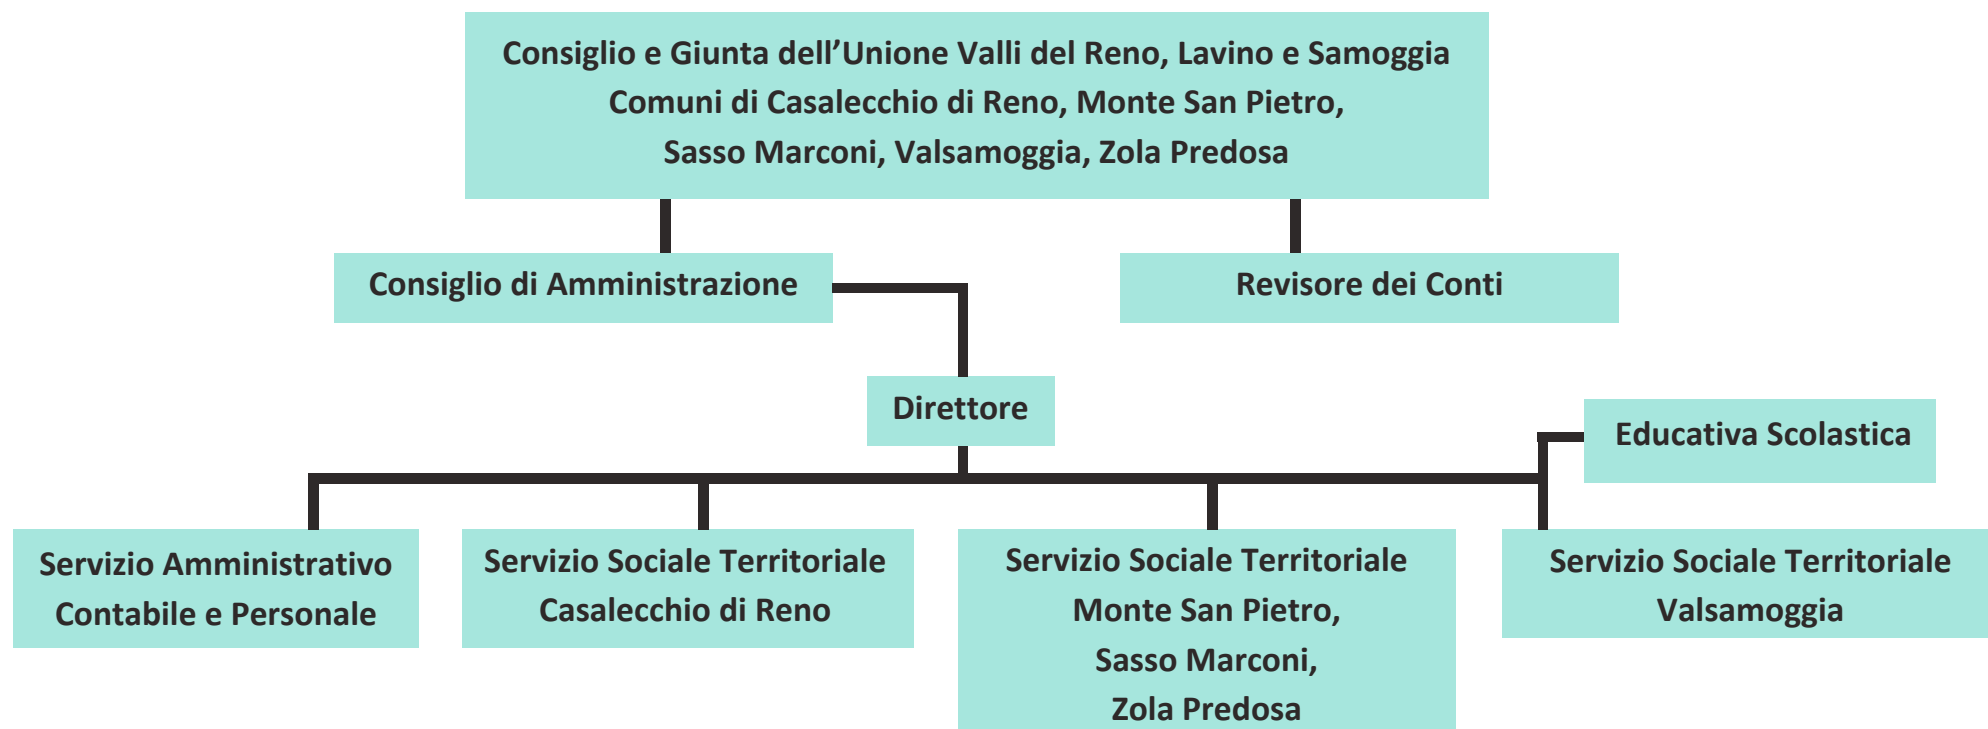 Consiglio e Giunta dell’Unione Valli del Reno, Lavino e Samoggia
Comuni di Casalecchio di Reno, Monte San Pietro,
Sasso Marconi, Valsamoggia, Zola Predosa
Consiglio di Amministrazione
Revisore dei Conti
Direttore
Educativa Scolastica
Servizio Amministrativo
Contabile e Personale
Servizio Sociale Territoriale
Casalecchio di Reno
Servizio Sociale Territoriale
Monte San Pietro,
Sasso Marconi,
Zola Predosa
Servizio Sociale Territoriale
Valsamoggia